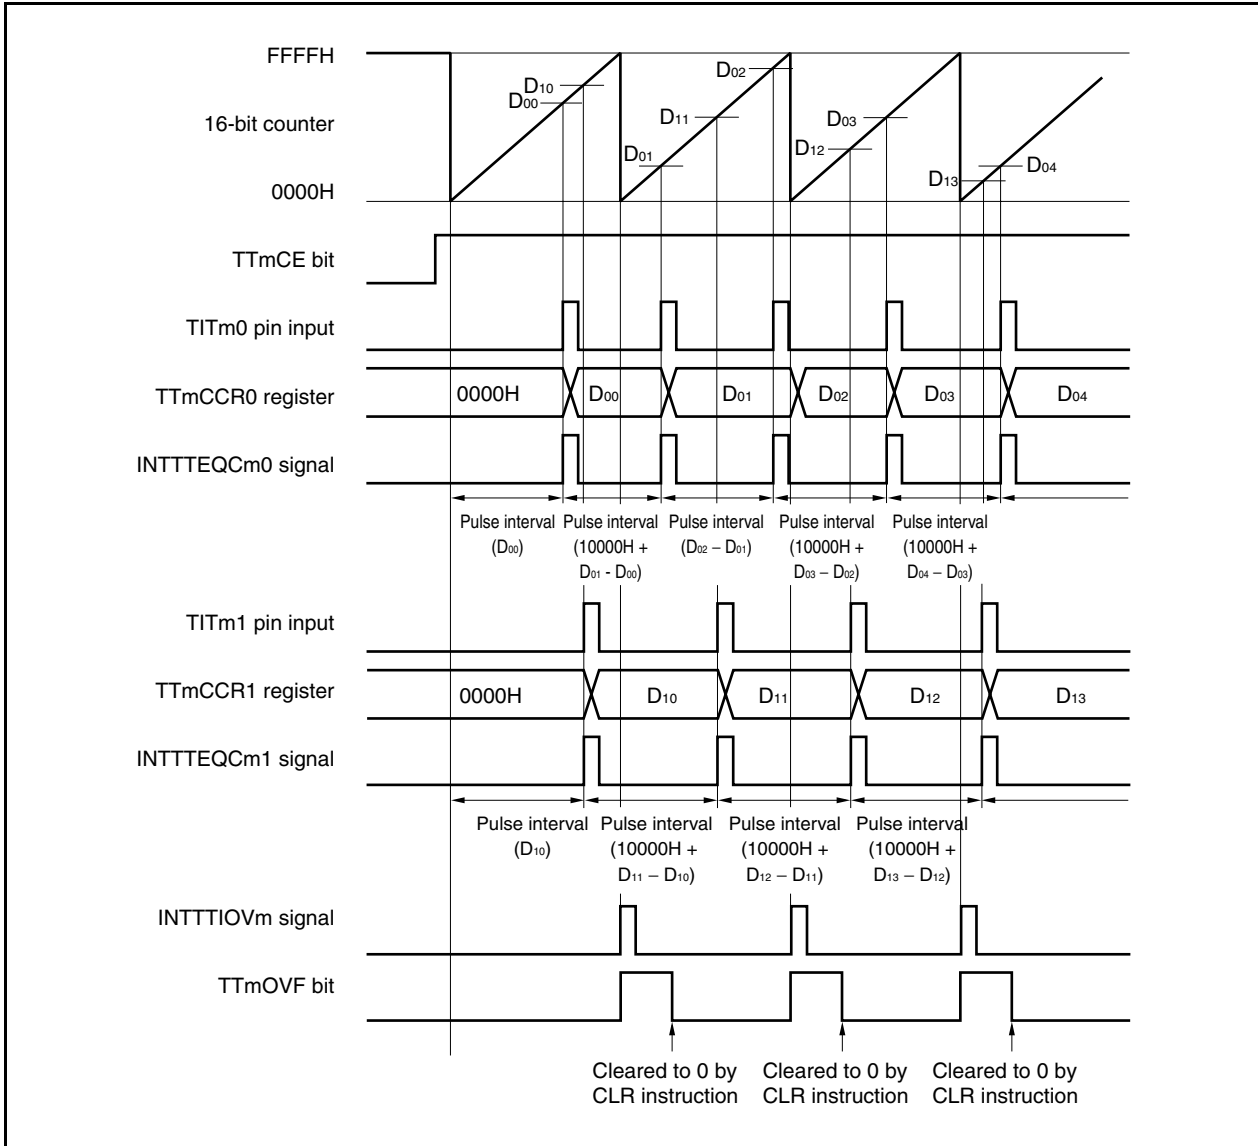 FFFFH
D10
D00
D02
16-bit counter
D11
D03
D01
D12
D13
D04
0000H
TTmCE bit
TITm0 pin input
TTmCCR0 register
0000H
D00
D01
D02
D03
D04
INTTTEQCm0 signal
Pulse interval
(D00)
Pulse interval
(10000H +
D01 - D00)
Pulse interval
(D02 – D01)
Pulse interval
(10000H +
D03 – D02)
Pulse interval
(10000H +
D04 – D03)
TITm1 pin input
TTmCCR1 register
0000H
D10
D11
D12
D13
INTTTEQCm1 signal
Pulse interval
(D10)
Pulse interval
(10000H +
D11 – D10)
Pulse interval
(10000H +
D12 – D11)
Pulse interval
(10000H +
D13 – D12)
INTTTIOVm signal
TTmOVF bit
Cleared to 0 by
CLR instruction
Cleared to 0 by
CLR instruction
Cleared to 0 by
CLR instruction